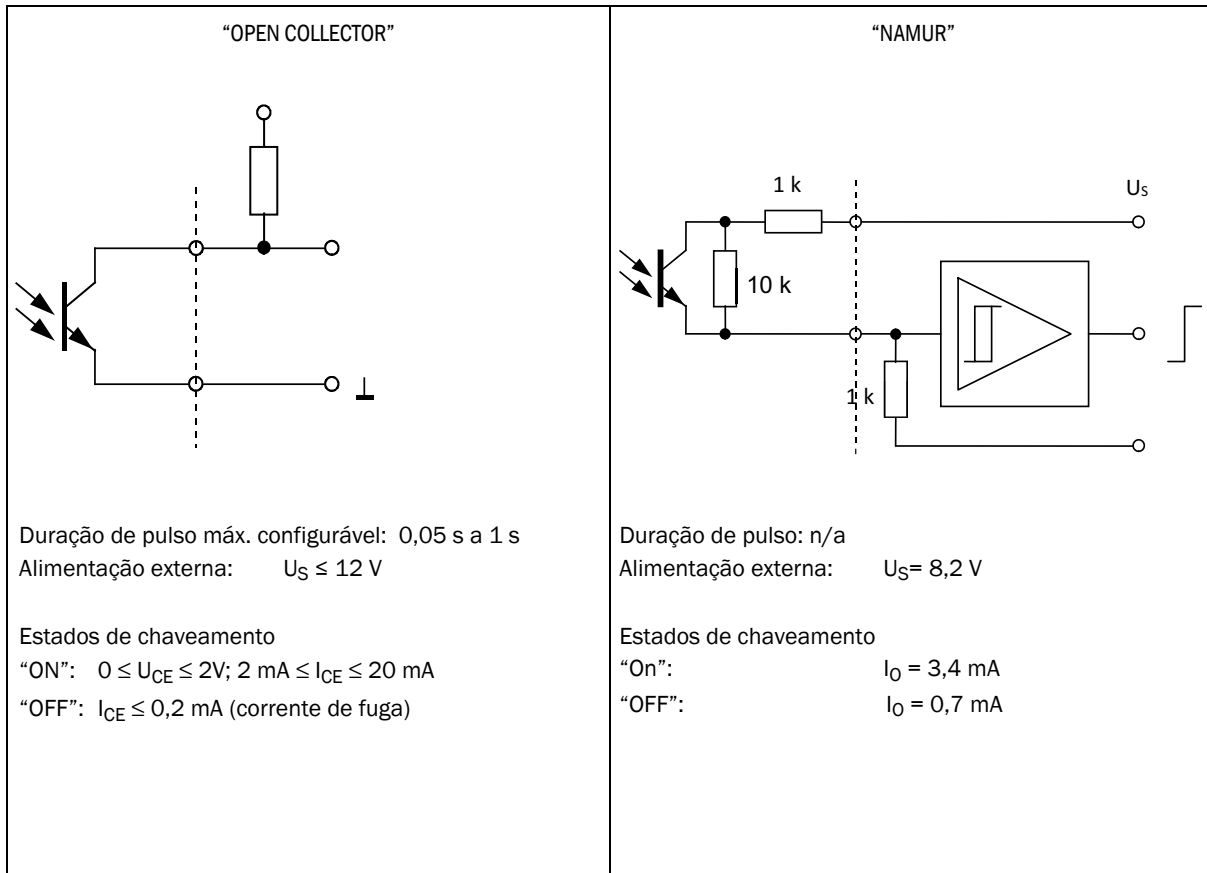 “OPEN COLLECTOR”
Duração de pulso máx. configurável: 0,05 s a 1 s
Alimentação externa: US ≤ 12 V
Estados de chaveamento
“ON”: 0 ≤ UCE ≤ 2V; 2 mA ≤ ICE ≤ 20 mA
“OFF”: ICE ≤ 0,2 mA (corrente de fuga)
“NAMUR”
1 k
US
10 k
1 k
Duração de pulso: n/a
Alimentação externa: US= 8,2 V
Estados de chaveamento
“On”: IO = 3,4 mA
“OFF”: IO = 0,7 mA